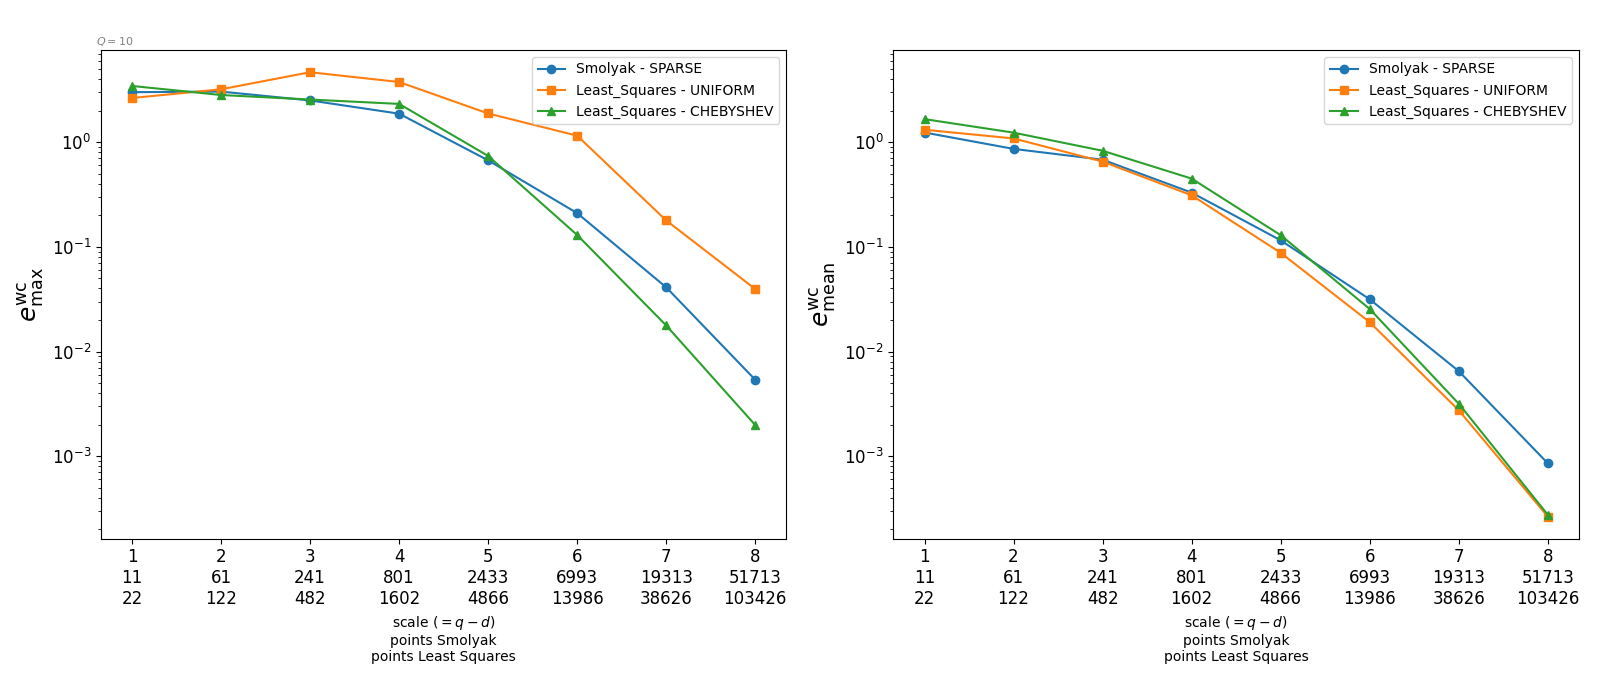 Q = 10
Smolyak - SPARSE
Least_Squares - UNIFORM
Least_Squares - CHEBYSHEV
10^0
10^-1
10^-2
10^-3
e^wc_max
1 2 3 4 5 6 7 8
11 61 241 801 2433 6993 19313 51713
22 122 482 1602 4866 13986 38626 103426
scale (= q − d)
points Smolyak
points Least Squares
Smolyak - SPARSE
Least_Squares - UNIFORM
Least_Squares - CHEBYSHEV
10^0
10^-1
10^-2
10^-3
e^wc_mean
1 2 3 4 5 6 7 8
11 61 241 801 2433 6993 19313 51713
22 122 482 1602 4866 13986 38626 103426
scale (= q − d)
points Smolyak
points Least Squares